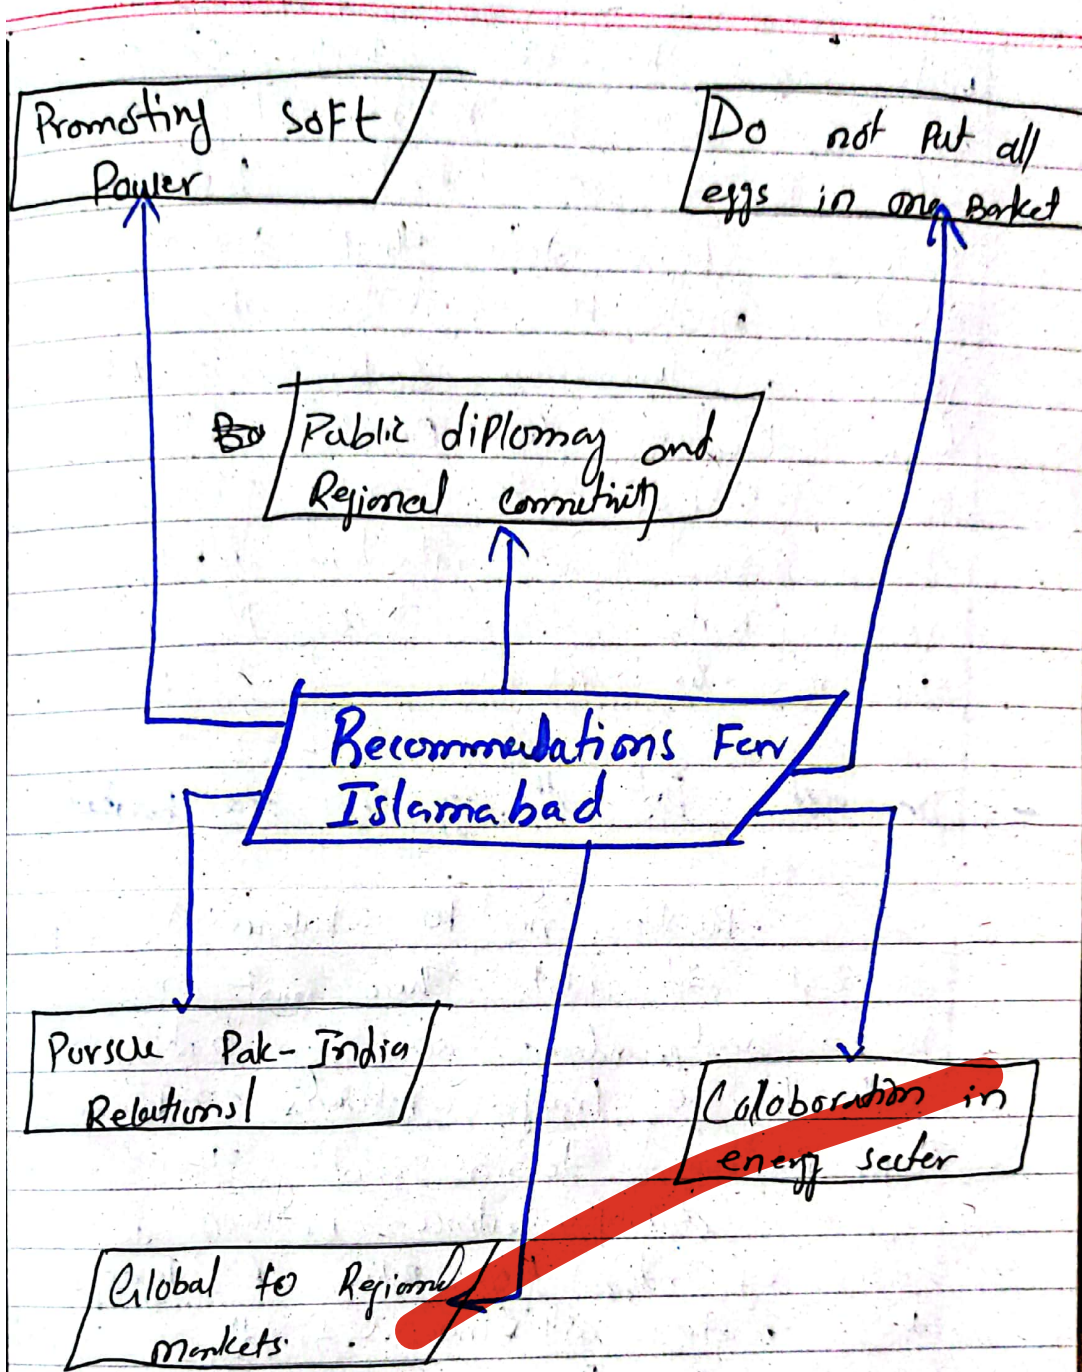 Promoting Soft
Power
Do not Put all
eggs in one Basket
Public diplomacy and
Regional connectivity
Recommendations For
Islamabad
Pursue Pak-India
Relations
Colaboration in
energy sector
Global to Regional
Markets